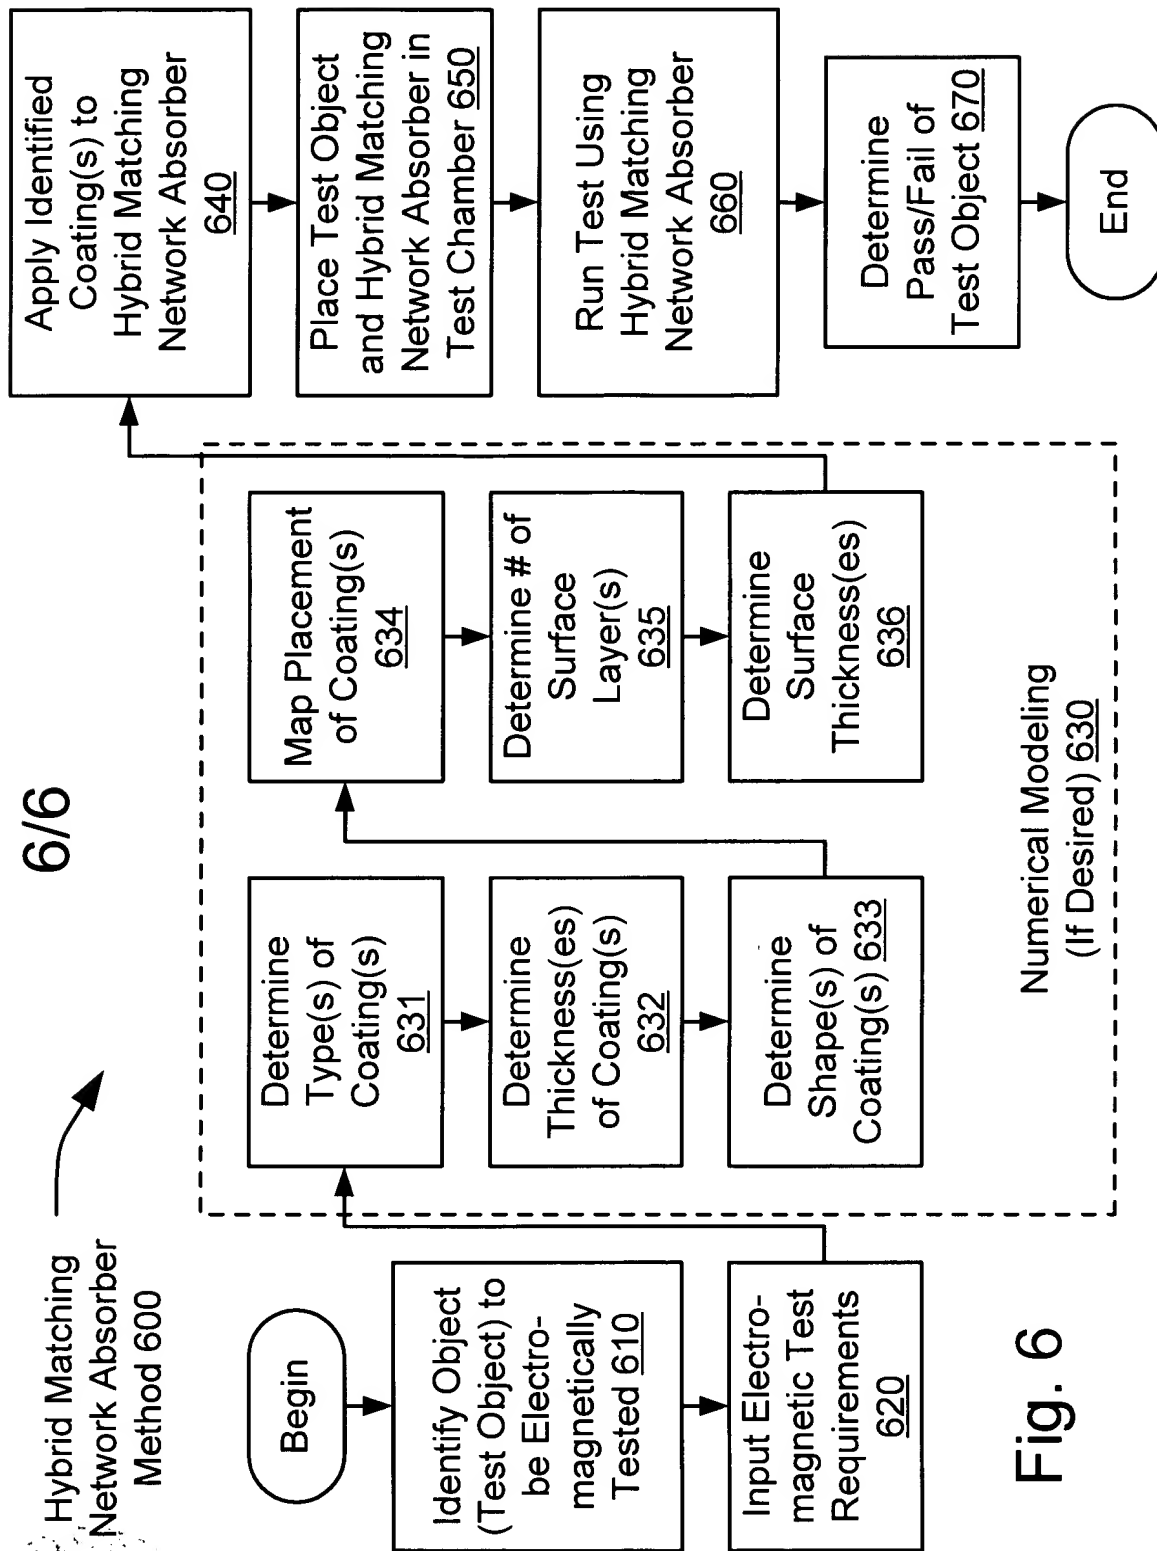 6/6
Hybrid Matching
Network Absorber
Method 600
Begin
Identify Object
(Test Object) to
be Electro-
magnetically
Tested 610
Input Electro-
magnetic Test
Requirements
620
Determine
Type(s) of
Coating(s)
631
Determine
Thickness(es)
of Coating(s)
632
Determine
Shape(s) of
Coating(s) 633
Map Placement
of Coating(s)
634
Determine # of
Surface
Layer(s)
635
Determine
Surface
Thickness(es)
636
Numerical Modeling
(If Desired) 630
Apply Identified
Coating(s) to
Hybrid Matching
Network Absorber
640
Place Test Object
and Hybrid Matching
Network Absorber in
Test Chamber 650
Run Test Using
Hybrid Matching
Network Absorber
660
Determine
Pass/Fail of
Test Object 670
End
Fig. 6